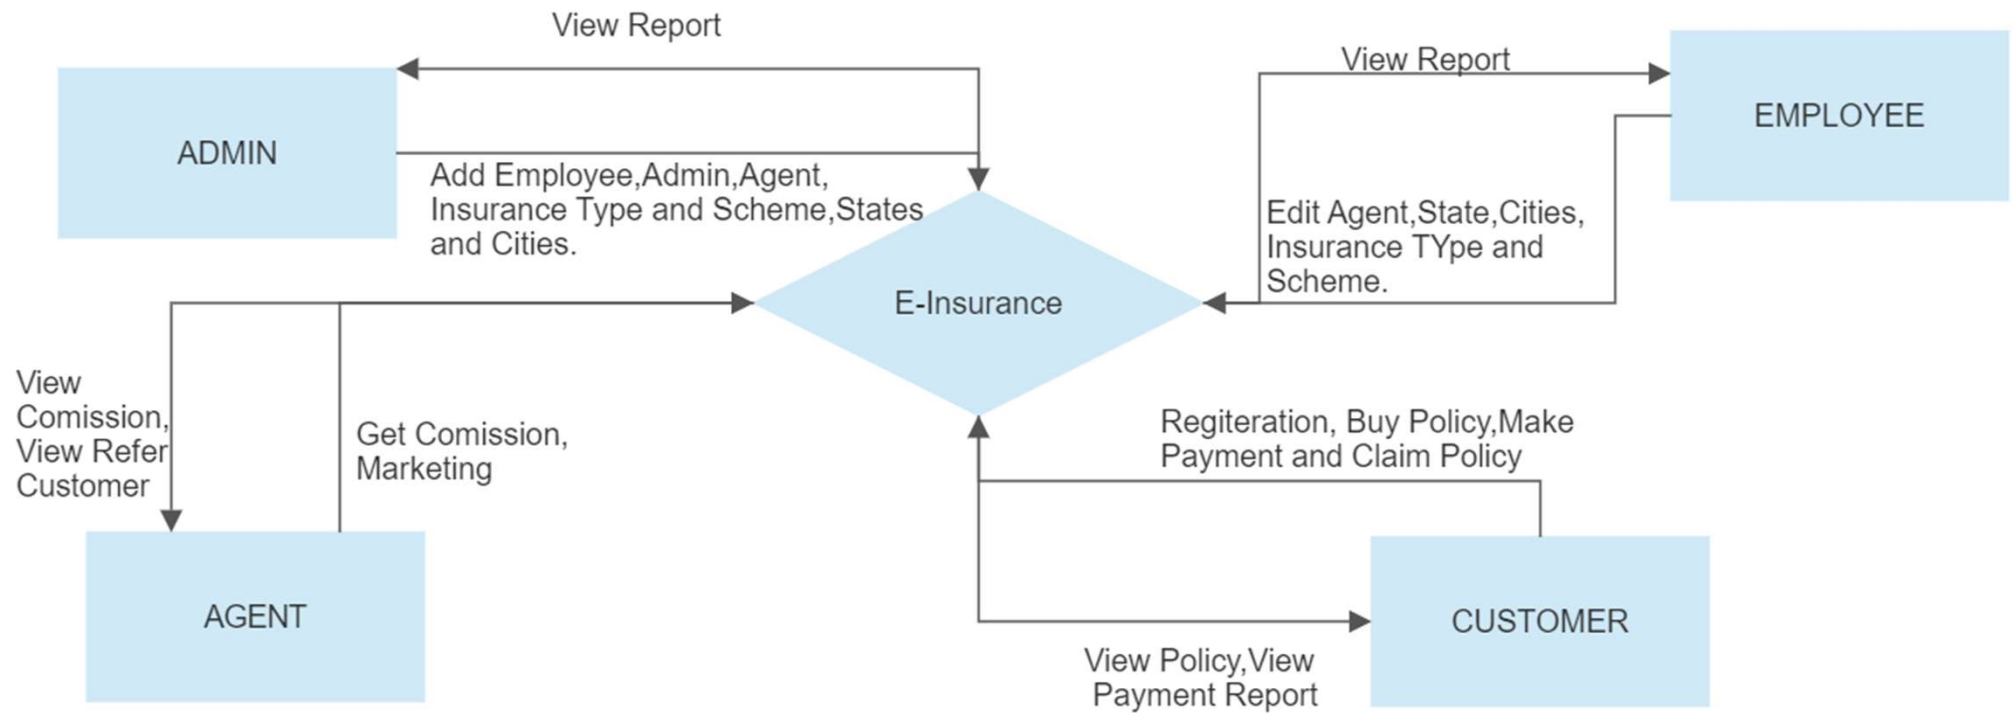 View Report
View Report
EMPLOYEE
ADMIN
Add Employee,Admin,Agent,
Insurance Type and Scheme,States
and Cities.
Edit Agent,State,Cities,
Insurance TYpe and
Scheme.
E-Insurance
View
Comission,
View Refer
Customer
Get Comission,
Marketing
Regiteration, Buy Policy,Make
Payment and Claim Policy
AGENT
CUSTOMER
View Policy,View
Payment Report